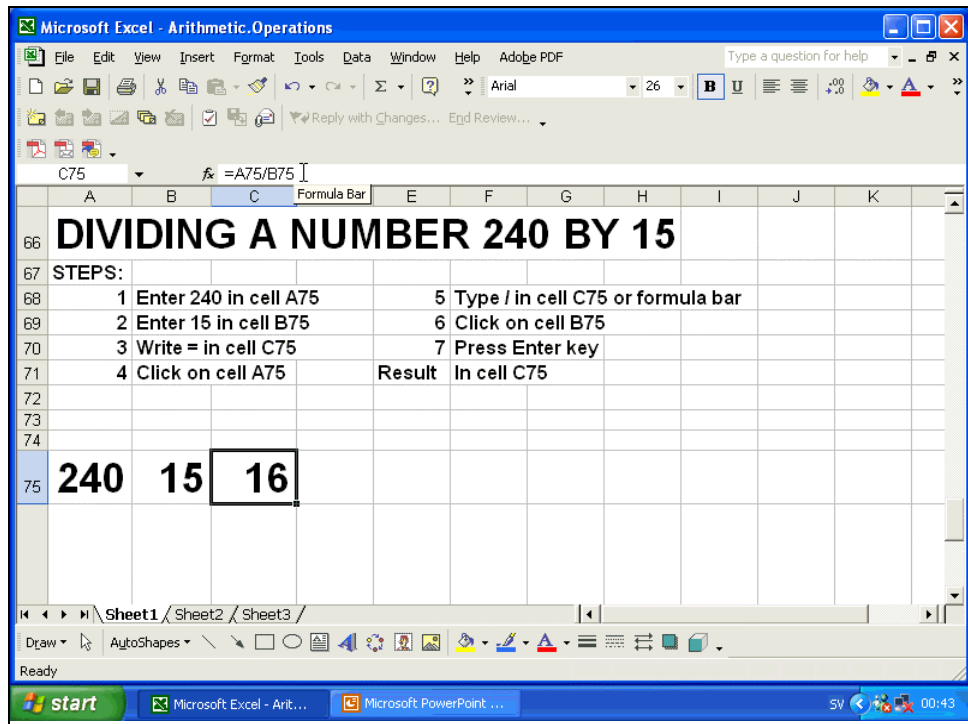 Microsoft Excel - Arithmetic.Operations
File Edit View Insert Format Tools Data Window Help Adobe PDF Type a question for help
Arial 26 B U
Reply with Changes... End Review...
C75 fx =A75/B75
Formula Bar
A B C E F G H I J K
66 DIVIDING A NUMBER 240 BY 15
67 STEPS:
68 1 Enter 240 in cell A75 5 Type / in cell C75 or formula bar
69 2 Enter 15 in cell B75 6 Click on cell B75
70 3 Write = in cell C75 7 Press Enter key
71 4 Click on cell A75 Result In cell C75
72
73
74
75 240 15 16
Sheet1 / Sheet2 / Sheet3 /
Draw AutoShapes
Ready
start Microsoft Excel - Arit... Microsoft PowerPoint ... SV 00:43